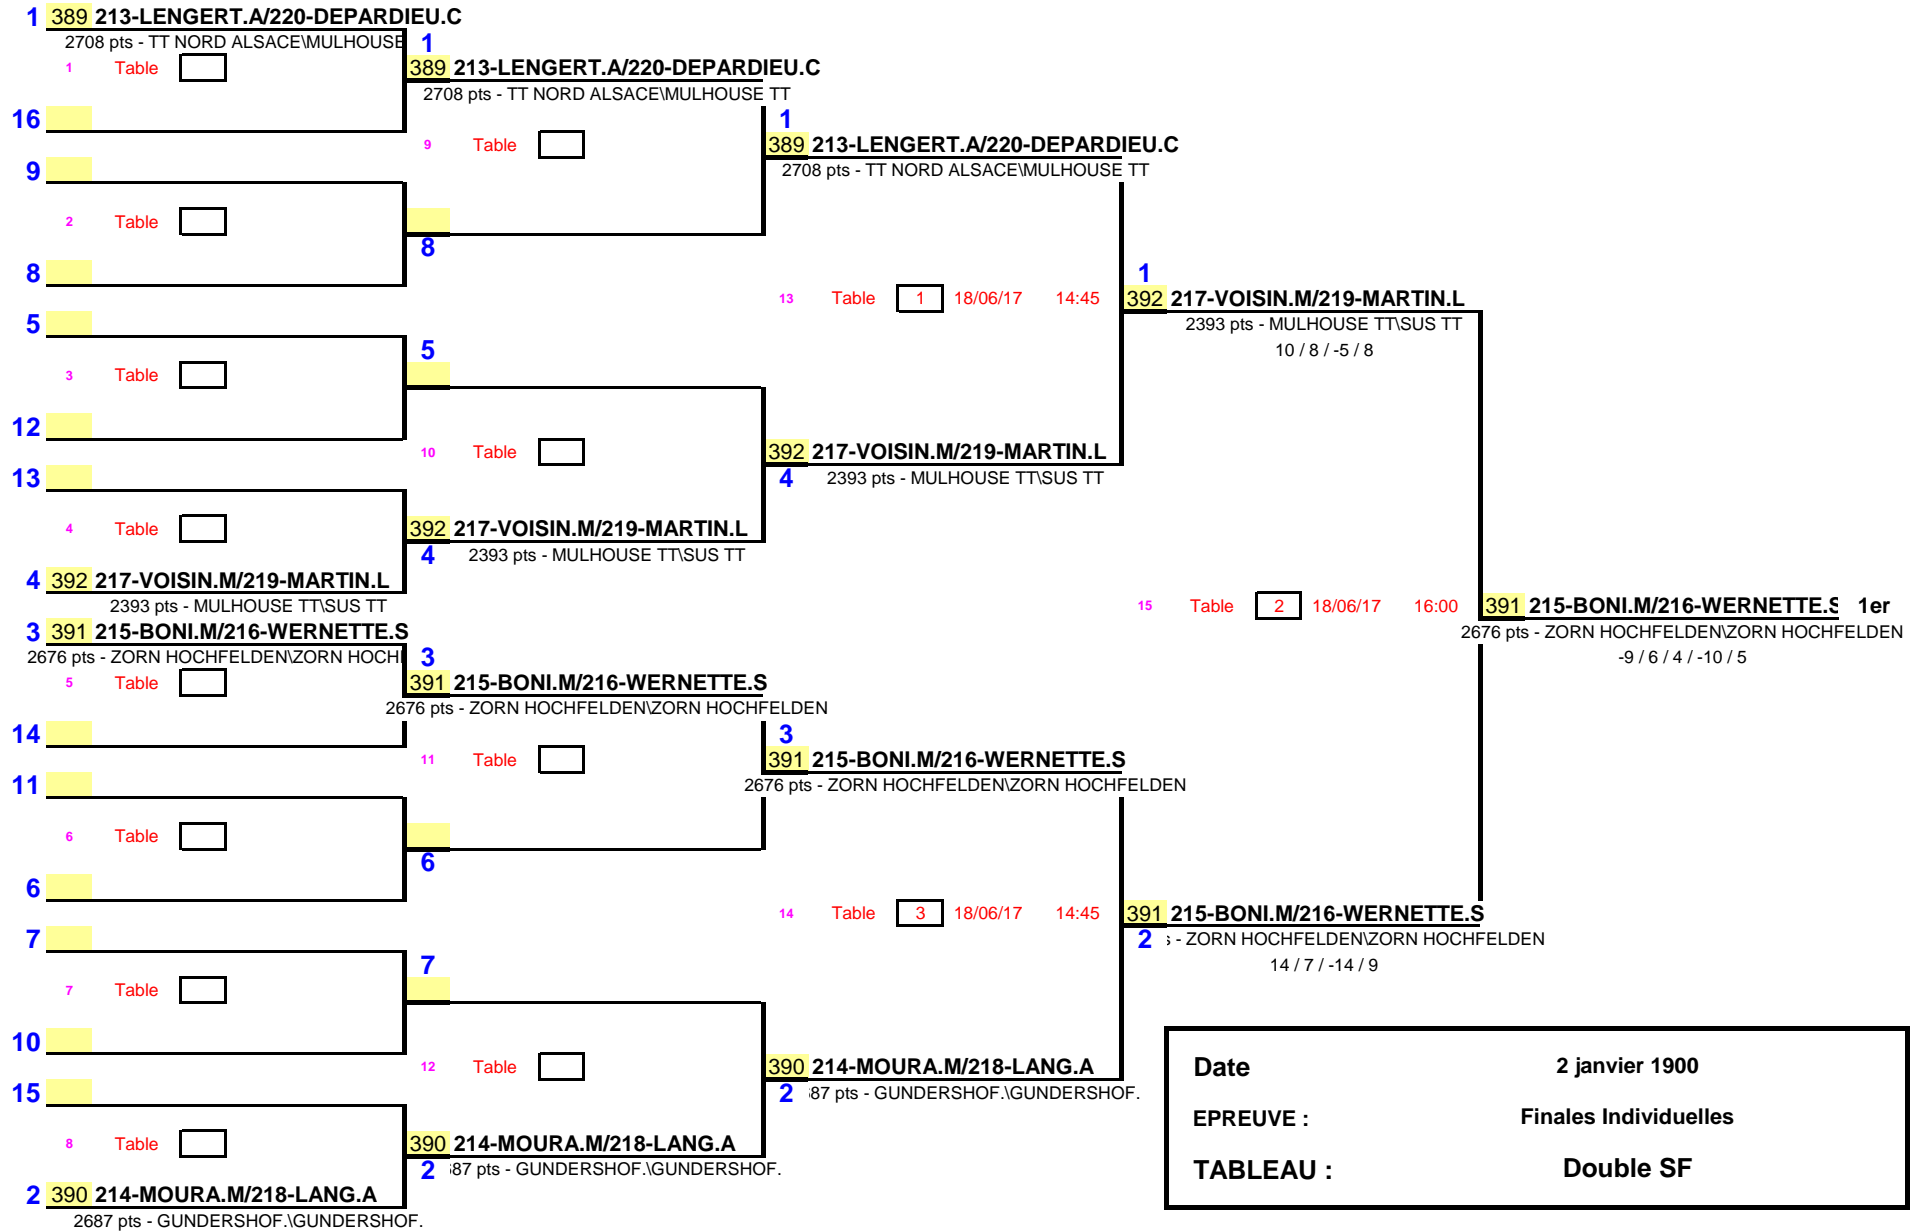 1 389 213-LENGERT.A/220-DEPARDIEU.C
2708 pts - TT NORD ALSACE\MULHOUSE
1 Table
16
9
2 Table
8
5
3 Table
12
13
4 Table
4 392 217-VOISIN.M/219-MARTIN.L
2393 pts - MULHOUSE TT\SUS TT
3 391 215-BONI.M/216-WERNETTE.S
2676 pts - ZORN HOCHFELDEN\ZORN HOCH
5 Table
14
11
6 Table
6
7
7 Table
10
15
8 Table
2 390 214-MOURA.M/218-LANG.A
2687 pts - GUNDERSHOF.\GUNDERSHOF.
1
389 213-LENGERT.A/220-DEPARDIEU.C
2708 pts - TT NORD ALSACE\MULHOUSE TT
9 Table
8
5
10 Table
392 217-VOISIN.M/219-MARTIN.L
4 2393 pts - MULHOUSE TT\SUS TT
3
391 215-BONI.M/216-WERNETTE.S
2676 pts - ZORN HOCHFELDEN\ZORN HOCHFELDEN
11 Table
6
7
12 Table
390 214-MOURA.M/218-LANG.A
2 87 pts - GUNDERSHOF.\GUNDERSHOF.
1
389 213-LENGERT.A/220-DEPARDIEU.C
2708 pts - TT NORD ALSACE\MULHOUSE TT
13 Table 1 18/06/17 14:45
392 217-VOISIN.M/219-MARTIN.L
4 2393 pts - MULHOUSE TT\SUS TT
3
391 215-BONI.M/216-WERNETTE.S
2676 pts - ZORN HOCHFELDEN\ZORN HOCHFELDEN
14 Table 3 18/06/17 14:45
390 214-MOURA.M/218-LANG.A
2 87 pts - GUNDERSHOF.\GUNDERSHOF.
1
392 217-VOISIN.M/219-MARTIN.L
2393 pts - MULHOUSE TT\SUS TT
10 / 8 / -5 / 8
15 Table 2 18/06/17 16:00
391 215-BONI.M/216-WERNETTE.S
2 s - ZORN HOCHFELDEN\ZORN HOCHFELDEN
14 / 7 / -14 / 9
391 215-BONI.M/216-WERNETTE.S 1er
2676 pts - ZORN HOCHFELDEN\ZORN HOCHFELDEN
-9 / 6 / 4 / -10 / 5
Date 2 janvier 1900
EPREUVE : Finales Individuelles
TABLEAU : Double SF